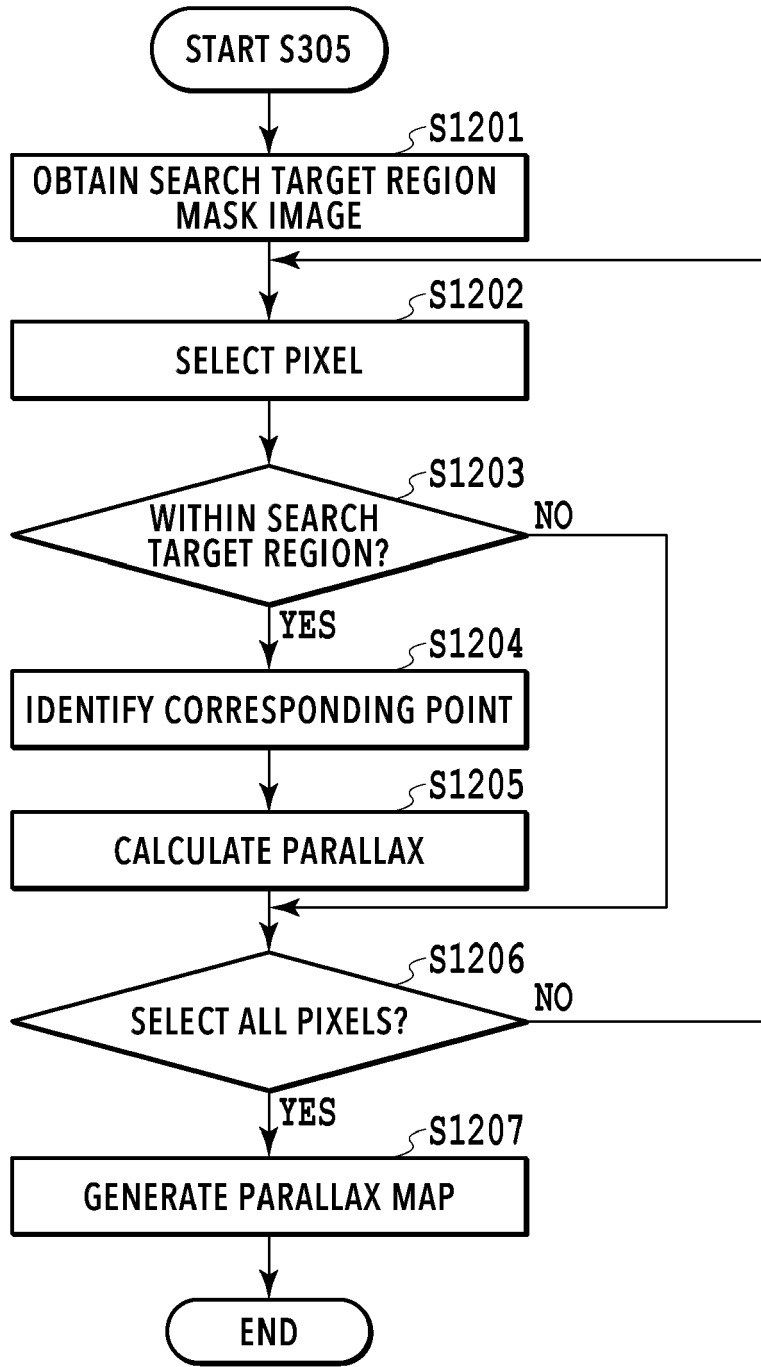 START S305
S1201
OBTAIN SEARCH TARGET REGION
MASK IMAGE
S1202
SELECT PIXEL
S1203
WITHIN SEARCH
TARGET REGION?
NO
YES
S1204
IDENTIFY CORRESPONDING POINT
S1205
CALCULATE PARALLAX
S1206
SELECT ALL PIXELS?
NO
YES
S1207
GENERATE PARALLAX MAP
END